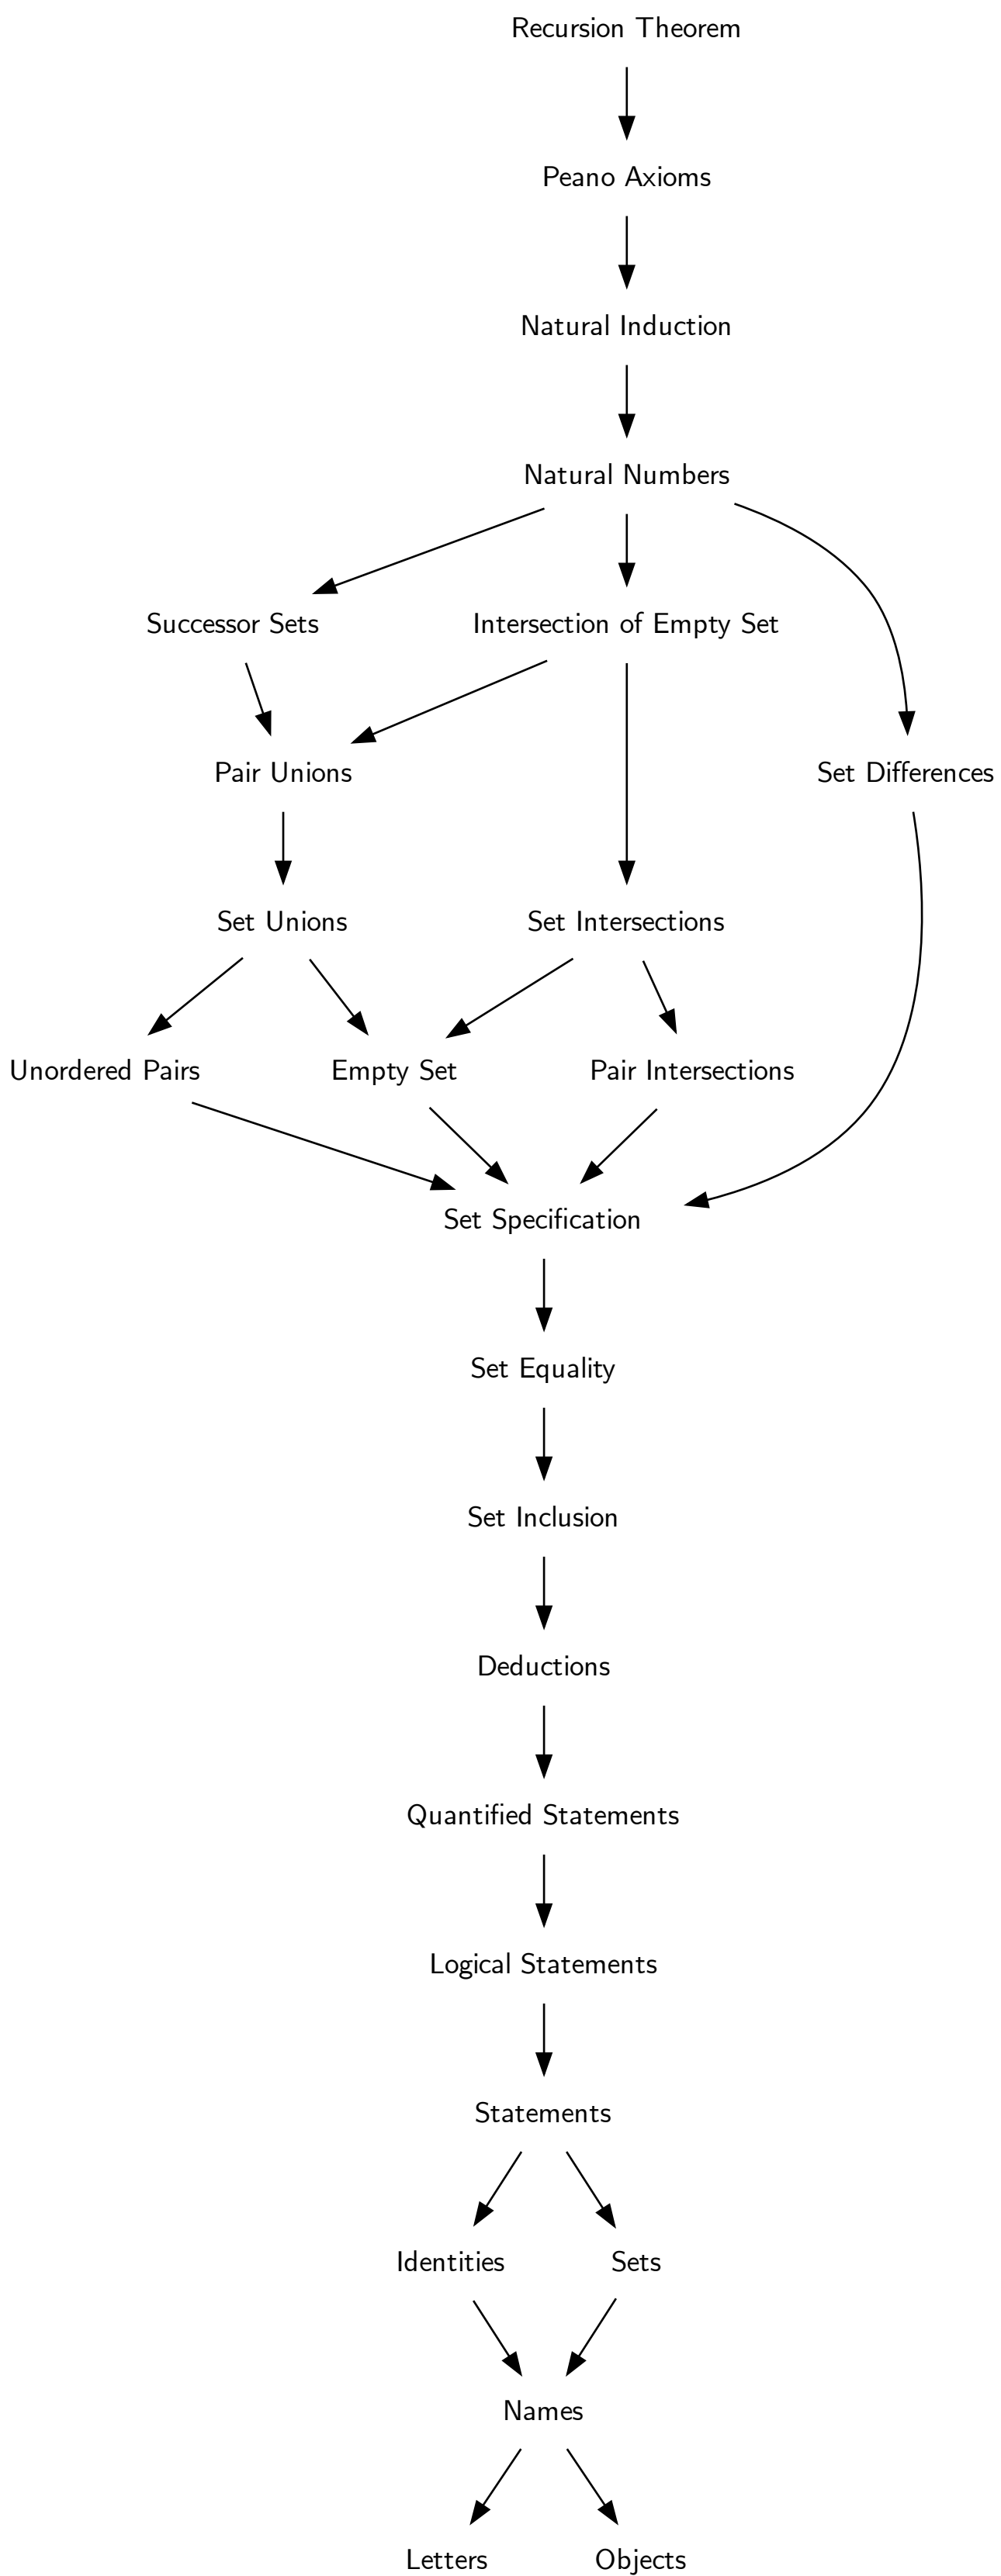 Recursion Theorem
Peano Axioms
Natural Induction
Natural Numbers
Successor Sets
Intersection of Empty Set
Pair Unions
Set Differences
Set Unions
Set Intersections
Unordered Pairs
Empty Set
Pair Intersections
Set Specification
Set Equality
Set Inclusion
Deductions
Quantified Statements
Logical Statements
Statements
Identities
Sets
Names
Letters
Objects